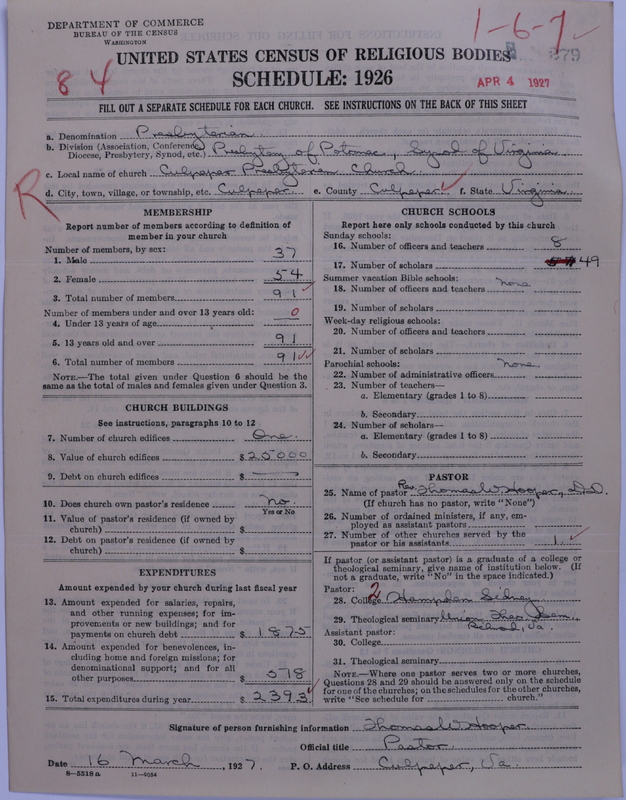 DEPARTMENT OF COMMERCE
BUREAU OF THE CENSUS
WASHINGTON
1-6-7
UNITED STATES CENSUS OF RELIGIOUS BODIES
279
84
SCHEDULE: 1926
APR 4 1927
FILL OUT A SEPARATE SCHEDULE FOR EACH CHURCH. SEE INSTRUCTIONS ON THE BACK OF THIS SHEET
a. Denomination Presbyterian
b. Division (Association, Conference, Diocese, Presbytery, Synod, etc.) Presbytery of Potomac, Synod of Virginia
c. Local name of church Culpeper Presbyterian Church
R
d. City, town, village, or township, etc. Culpeper e. County Culpeper f. State Virginia
MEMBERSHIP
Report number of members according to definition of
member in your church
Number of members, by sex:
1. Male 37
2. Female 54
3. Total number of members 91
Number of members under and over 13 years old:
4. Under 13 years of age 0
5. 13 years old and over 91
6. Total number of members 91
NOTE.—The total given under Question 6 should be the
same as the total of males and females given under Question 3.
CHURCH BUILDINGS
See instructions, paragraphs 10 to 12
7. Number of church edifices One
8. Value of church edifices $ 25000
9. Debt on church edifices $ —
10. Does church own pastor's residence No
Yes or No
11. Value of pastor's residence (if owned by
church) $
12. Debt on pastor's residence (if owned by
church) $
EXPENDITURES
Amount expended by your church during last fiscal year
13. Amount expended for salaries, repairs,
and other running expenses; for im-
provements or new buildings; and for
payments on church debt $ 1875
14. Amount expended for benevolences, in-
cluding home and foreign missions; for
denominational support; and for all
other purposes $ 518
15. Total expenditures during year $ 2393
CHURCH SCHOOLS
Report here only schools conducted by this church
Sunday schools:
16. Number of officers and teachers 8
17. Number of scholars 49
Summer vacation Bible schools:
18. Number of officers and teachers none
19. Number of scholars
Week-day religious schools:
20. Number of officers and teachers
21. Number of scholars
Parochial schools: none
22. Number of administrative officers
23. Number of teachers—
a. Elementary (grades 1 to 8)
b. Secondary
24. Number of scholars—
a. Elementary (grades 1 to 8)
b. Secondary
PASTOR
25. Name of pastor Rev. Thomas W. Hooper, D.D.
(If church has no pastor, write "None")
26. Number of ordained ministers, if any, em-
ployed as assistant pastors
27. Number of other churches served by the
pastor or his assistants 1
If pastor (or assistant pastor) is a graduate of a college or
theological seminary, give name of institution below. (If
not a graduate, write "No" in the space indicated.)
Pastor: 2
28. College Hampden Sidney
29. Theological seminary Union Theo. Sem.
Richmond, Va.
Assistant pastor:
30. College
31. Theological seminary
NOTE.—Where one pastor serves two or more churches,
Questions 28 and 29 should be answered only on the schedule
for one of the churches; on the schedules for the other churches,
write "See schedule for church."
Signature of person furnishing information Thomas W. Hooper
Official title Pastor
Date 16 March, 1927. P. O. Address Culpeper, Va.
8—5518 a 11—9054